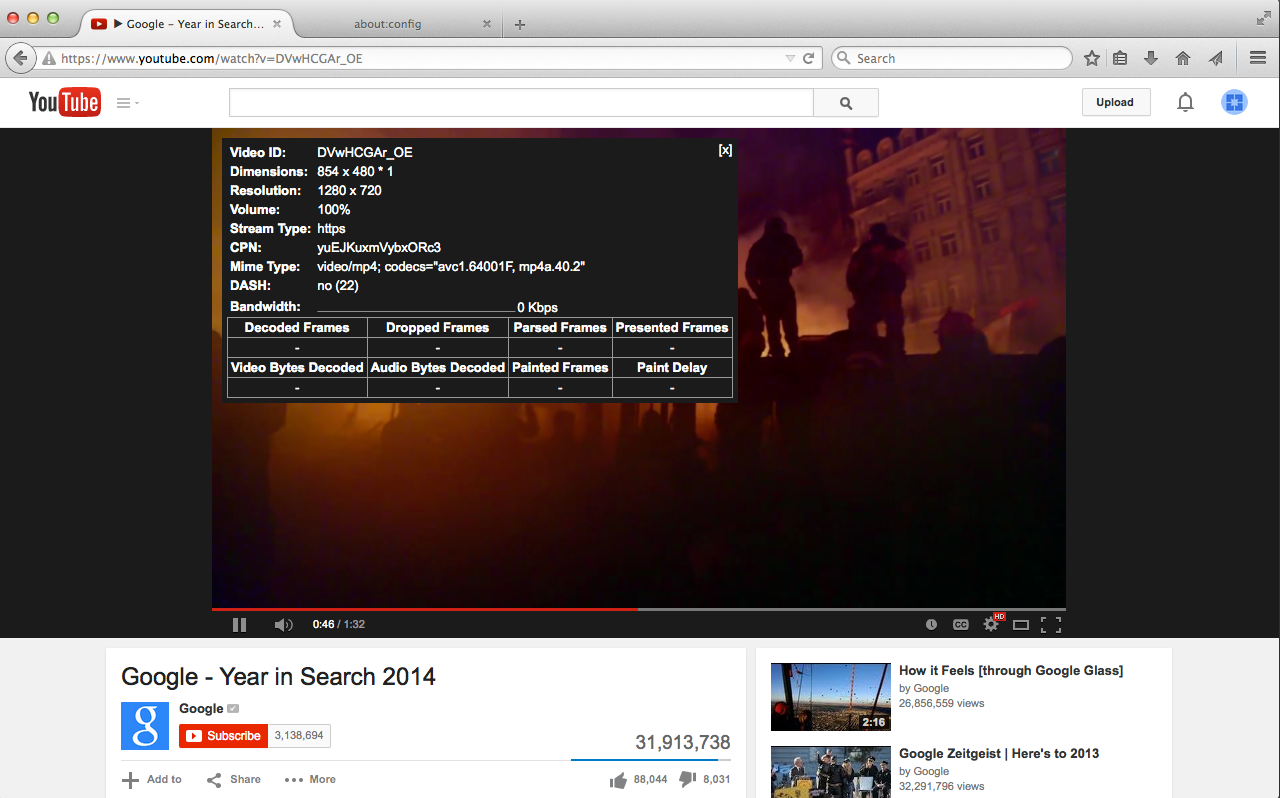 ▶ Google - Year in Search...
about:config
https://www.youtube.com/watch?v=DVwHCGAr_OE
Search
YouTube
Upload
Video ID: DVwHCGAr_OE [x]
Dimensions: 854 x 480 * 1
Resolution: 1280 x 720
Volume: 100%
Stream Type: https
CPN: yuEJKuxmVybxORc3
Mime Type: video/mp4; codecs="avc1.64001F, mp4a.40.2"
DASH: no (22)
Bandwidth: 0 Kbps
Decoded Frames Dropped Frames Parsed Frames Presented Frames
- - - -
Video Bytes Decoded Audio Bytes Decoded Painted Frames Paint Delay
- - - -
0:46 / 1:32
CC
HD
Google - Year in Search 2014
Google
Subscribe 3,138,694
31,913,738
Add to Share More
88,044 8,031
How it Feels [through Google Glass]
by Google
26,856,559 views
2:16
Google Zeitgeist | Here's to 2013
by Google
32,291,796 views